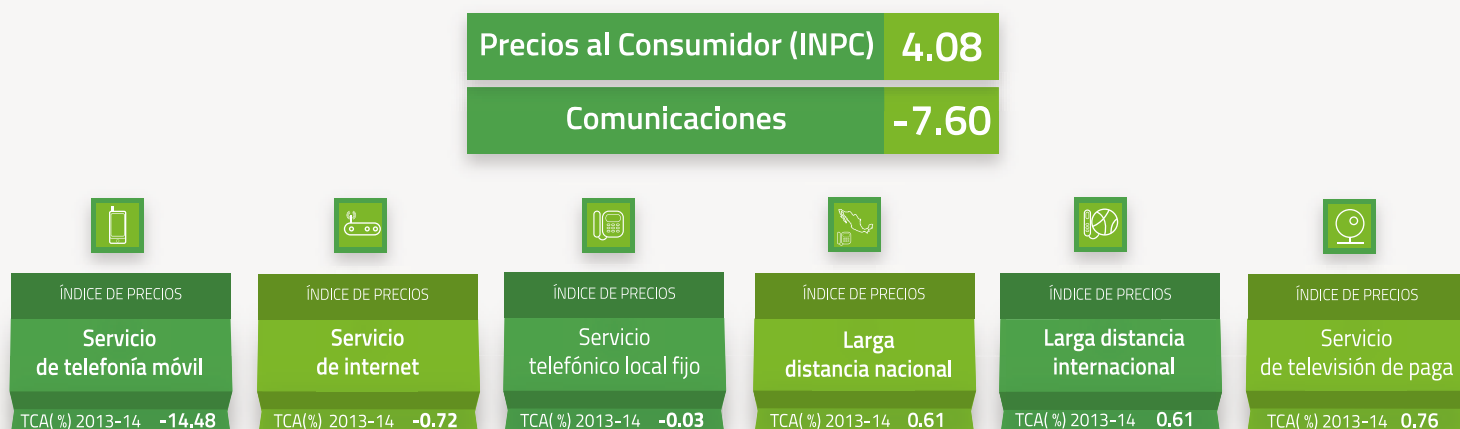 Precios al Consumidor (INPC) 4.08
Comunicaciones -7.60
ÍNDICE DE PRECIOS
Servicio
de telefonía móvil
TCA( %) 2013-14 -14.48
ÍNDICE DE PRECIOS
Servicio
de internet
TCA(%) 2013-14 -0.72
ÍNDICE DE PRECIOS
Servicio
telefónico local fijo
TCA( %) 2013-14 -0.03
ÍNDICE DE PRECIOS
Larga
distancia nacional
TCA( %) 2013-14 0.61
ÍNDICE DE PRECIOS
Larga distancia
internacional
TCA( %) 2013-14 0.61
ÍNDICE DE PRECIOS
Servicio
de televisión de paga
TCA( %) 2013-14 0.76